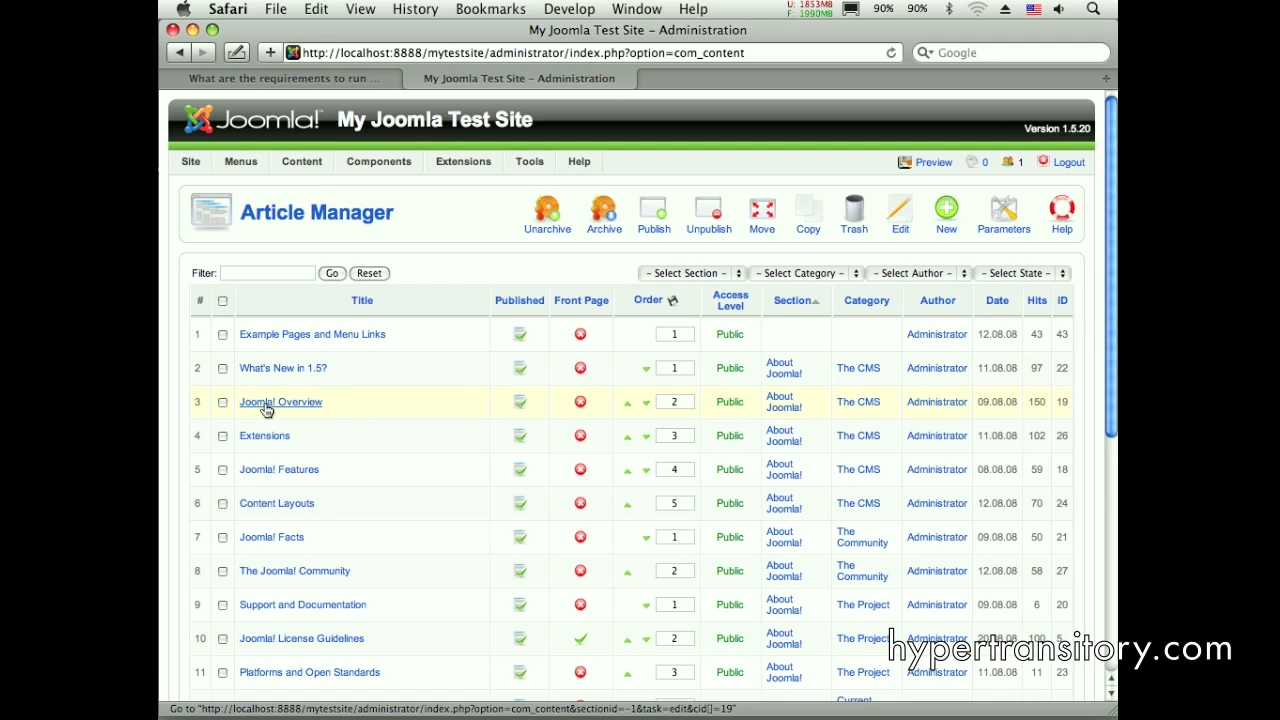 Safari File Edit View History Bookmarks Develop Window Help U: 1853MB F: 1990MB 90% 90%
My Joomla Test Site – Administration
http://localhost:8888/mytestsite/administrator/index.php?option=com_content Google
What are the requirements to run ... My Joomla Test Site – Administration
Joomla! My Joomla Test Site
Version 1.5.20
Site Menus Content Components Extensions Tools Help Preview 0 1 Logout
Article Manager
Unarchive Archive Publish Unpublish Move Copy Trash Edit New Parameters Help
Filter: Go Reset - Select Section - - Select Category - - Select Author - - Select State -
# Title Published Front Page Order Access Level Section Category Author Date Hits ID
1 Example Pages and Menu Links 1 Public Administrator 12.08.08 43 43
2 What's New in 1.5? 1 Public About Joomla! The CMS Administrator 11.08.08 97 22
3 Joomla! Overview 2 Public About Joomla! The CMS Administrator 09.08.08 150 19
4 Extensions 3 Public About Joomla! The CMS Administrator 11.08.08 102 26
5 Joomla! Features 4 Public About Joomla! The CMS Administrator 08.08.08 59 18
6 Content Layouts 5 Public About Joomla! The CMS Administrator 12.08.08 70 24
7 Joomla! Facts 1 Public About Joomla! The Community Administrator 09.08.08 50 21
8 The Joomla! Community 2 Public About Joomla! The Community Administrator 12.08.08 58 27
9 Support and Documentation 1 Public About Joomla! The Project Administrator 09.08.08 6 20
10 Joomla! License Guidelines 2 Public About Joomla! The Project Administrator 100 5
hypertransitory.com
11 Platforms and Open Standards 3 Public About Joomla! The Project Administrator 11.08.08 11 23
Current
Go to "http://localhost:8888/mytestsite/administrator/index.php?option=com_content&sectionid=-1&task=edit&cid[]=19"